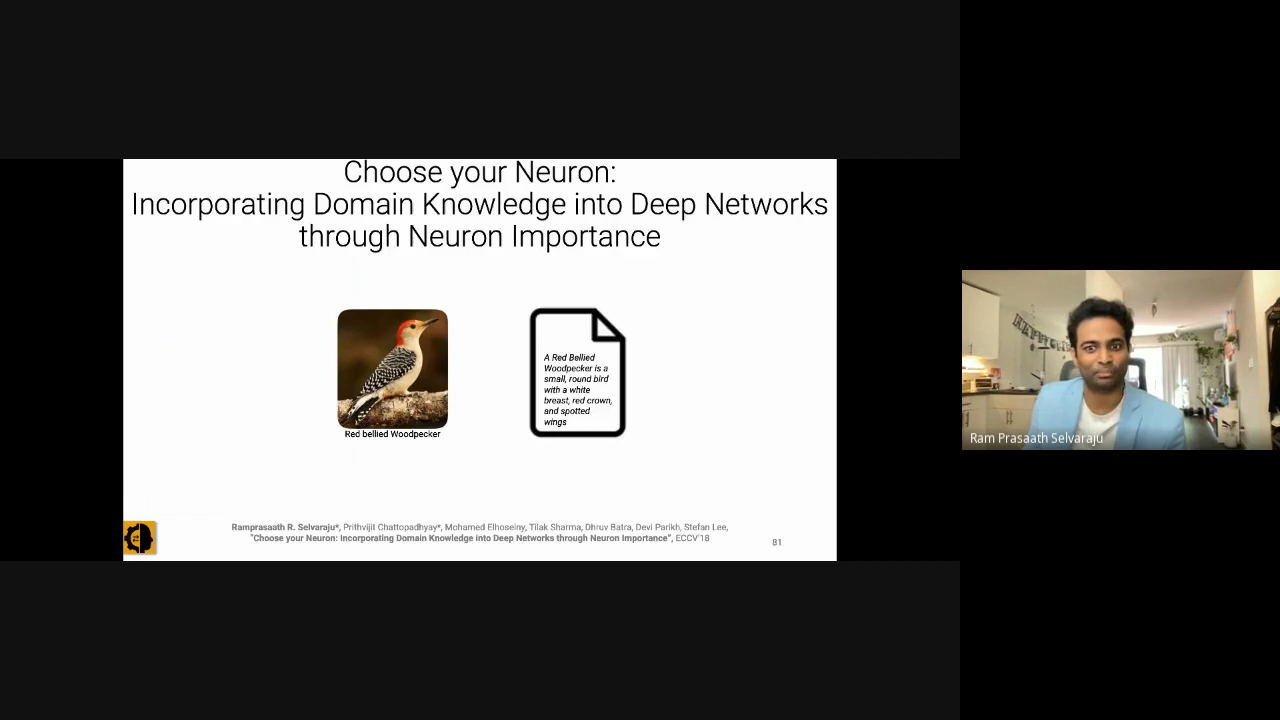 Choose your Neuron:
Incorporating Domain Knowledge into Deep Networks
through Neuron Importance
A Red Bellied
Woodpecker is a
small, round bird
with a white
breast, red crown,
and spotted
wings
Red bellied Woodpecker
Ram Prasaath Selvaraju
Ramprasaath R. Selvaraju*, Prithvijit Chattopadhyay*, Mohamed Elhoseiny, Tilak Sharma, Dhruv Batra, Devi Parikh, Stefan Lee,
"Choose your Neuron: Incorporating Domain Knowledge into Deep Networks through Neuron Importance", ECCV'18
81